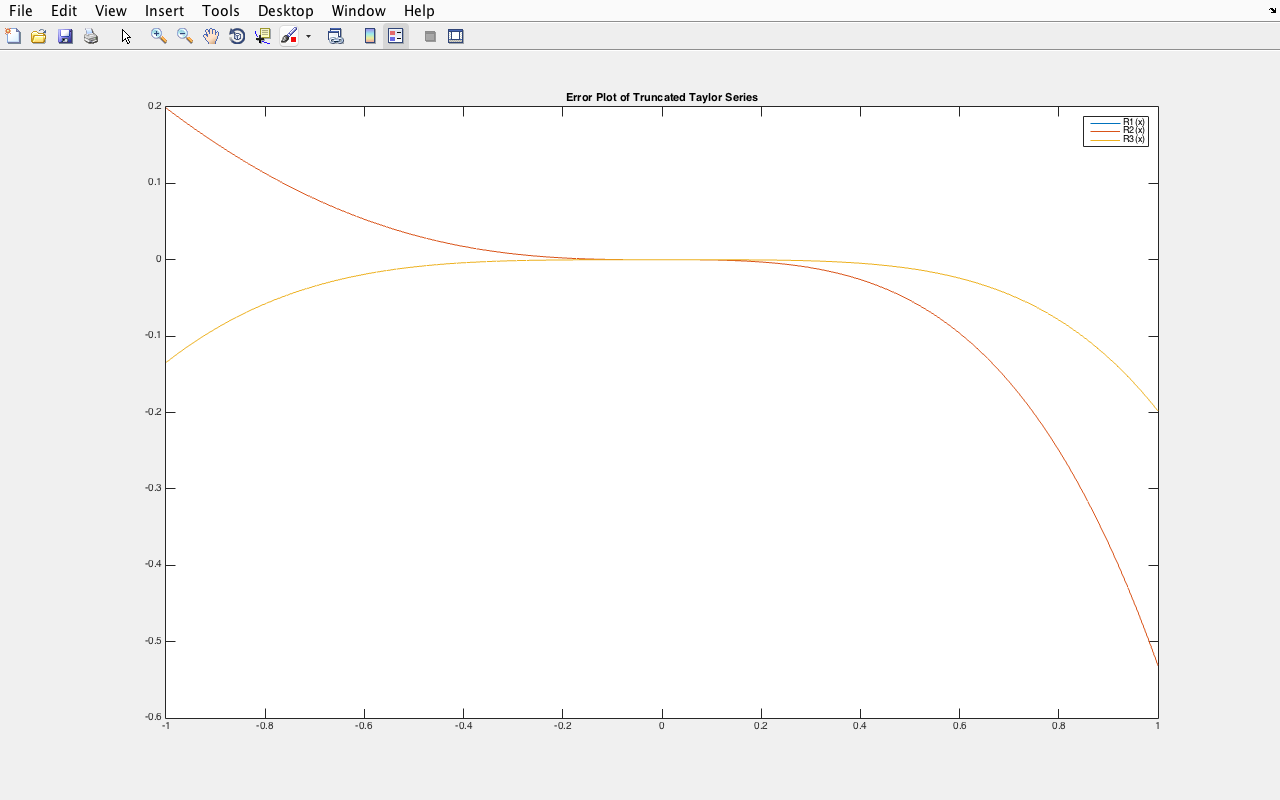 File Edit View Insert Tools Desktop Window Help
Error Plot of Truncated Taylor Series
R1(x)
R2(x)
R3(x)
0.2
0.1
0
-0.1
-0.2
-0.3
-0.4
-0.5
-0.6
-1 -0.8 -0.6 -0.4 -0.2 0 0.2 0.4 0.6 0.8 1